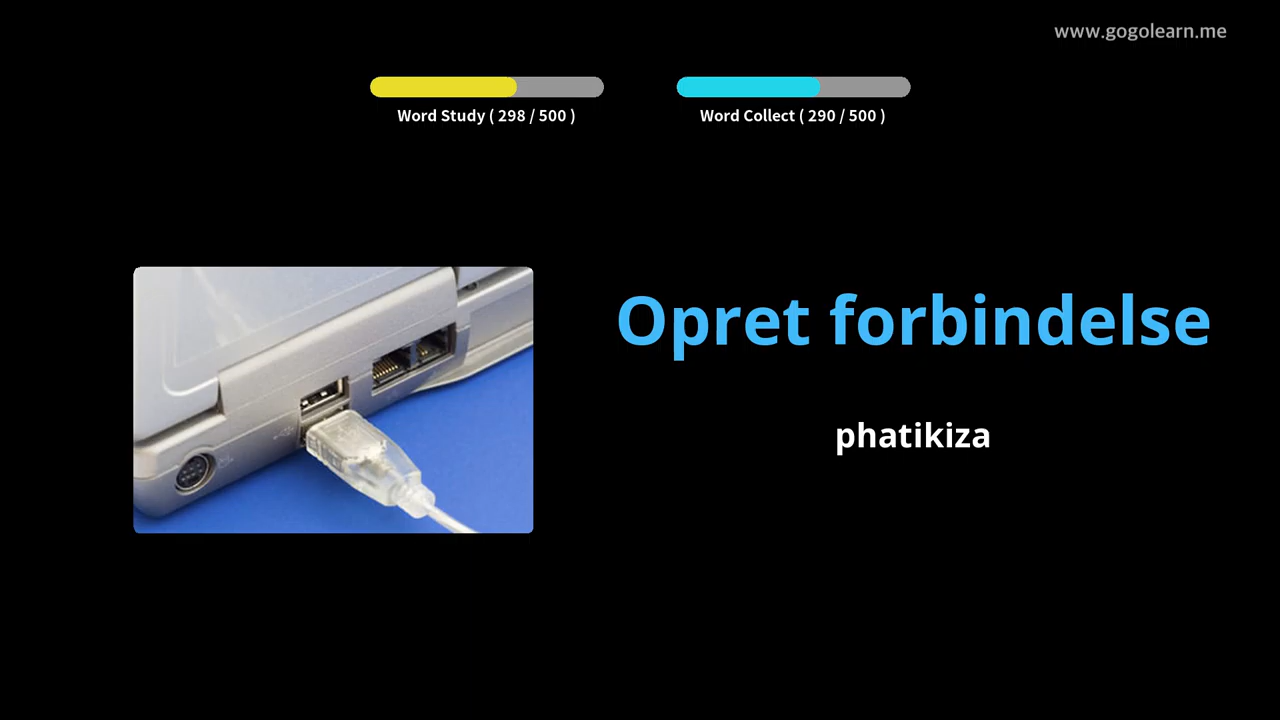 www.gogolearn.me
Word Study ( 298 / 500 )
Word Collect ( 290 / 500 )
Opret forbindelse
phatikiza